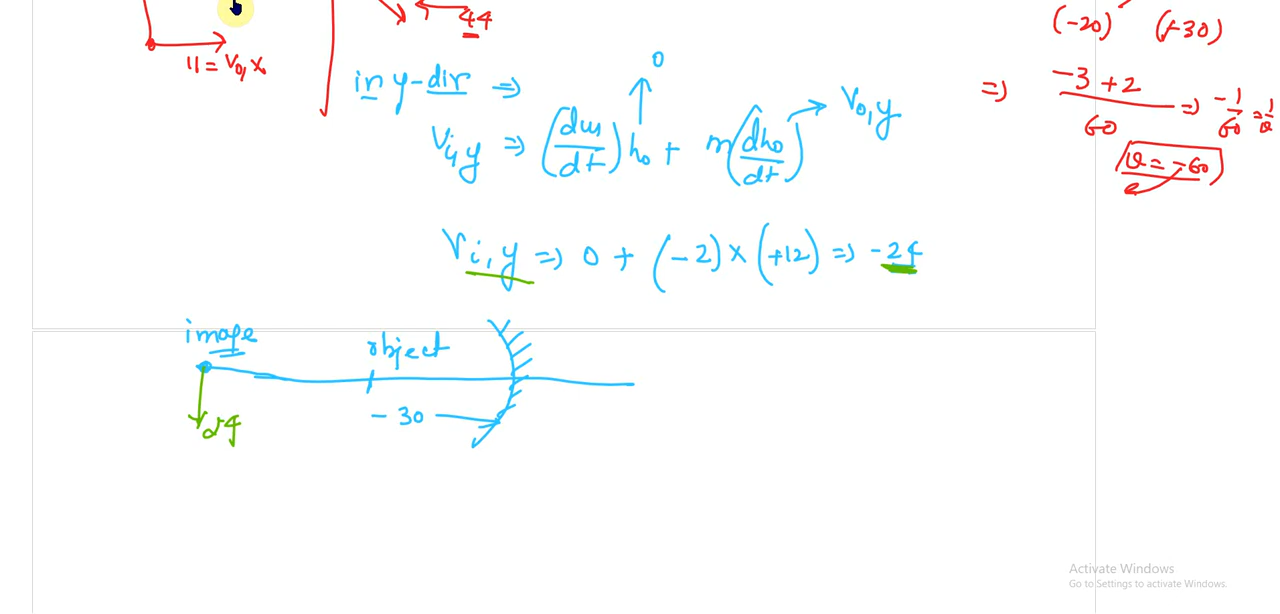 44
11 = V₀,x
(-20) (-30)
in y-dir ⇒
0
⇒ (-3+2)/60 ⇒ -1/60 = 1/v
v = -60
Vi,y ⇒ (dm/dt) h₀ + m(dh₀/dt) → V₀,y
Vi,y ⇒ 0 + (-2) × (+12) ⇒ -24
image
object
-30
24
Activate Windows
Go to Settings to activate Windows.